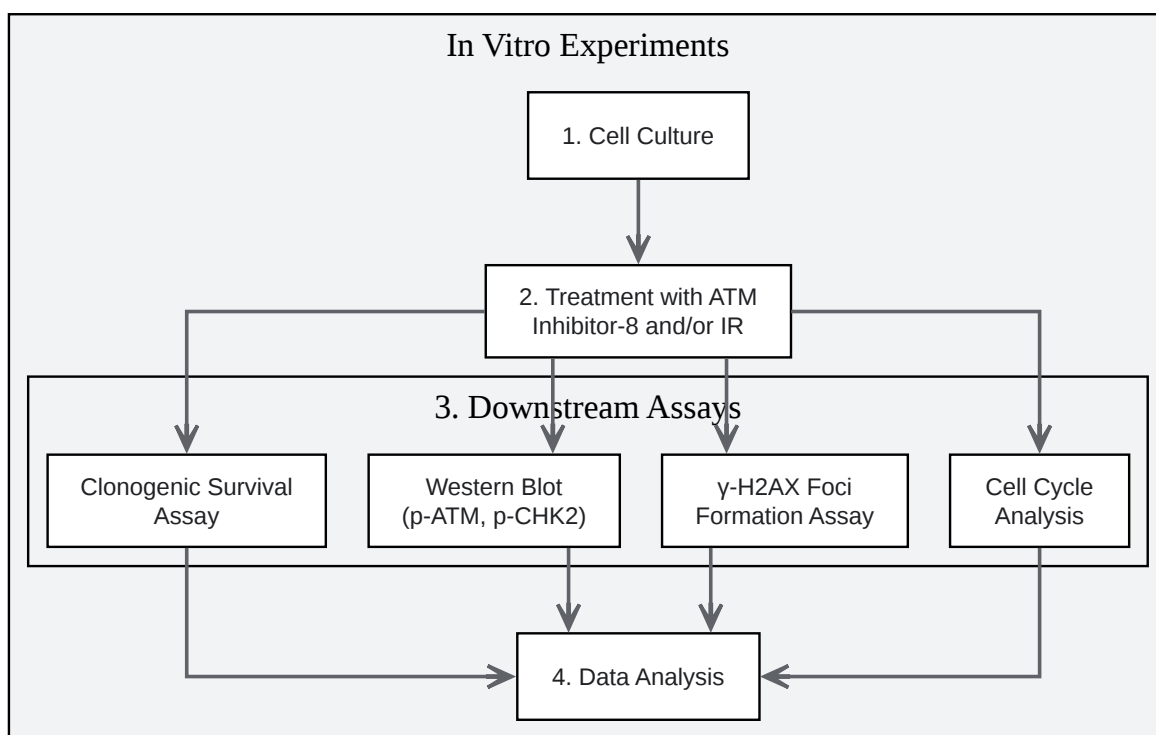 In Vitro Experiments
1. Cell Culture
2. Treatment with ATM
Inhibitor-8 and/or IR
3. Downstream Assays
Clonogenic Survival
Assay
Western Blot
(p-ATM, p-CHK2)
γ-H2AX Foci
Formation Assay
Cell Cycle
Analysis
4. Data Analysis